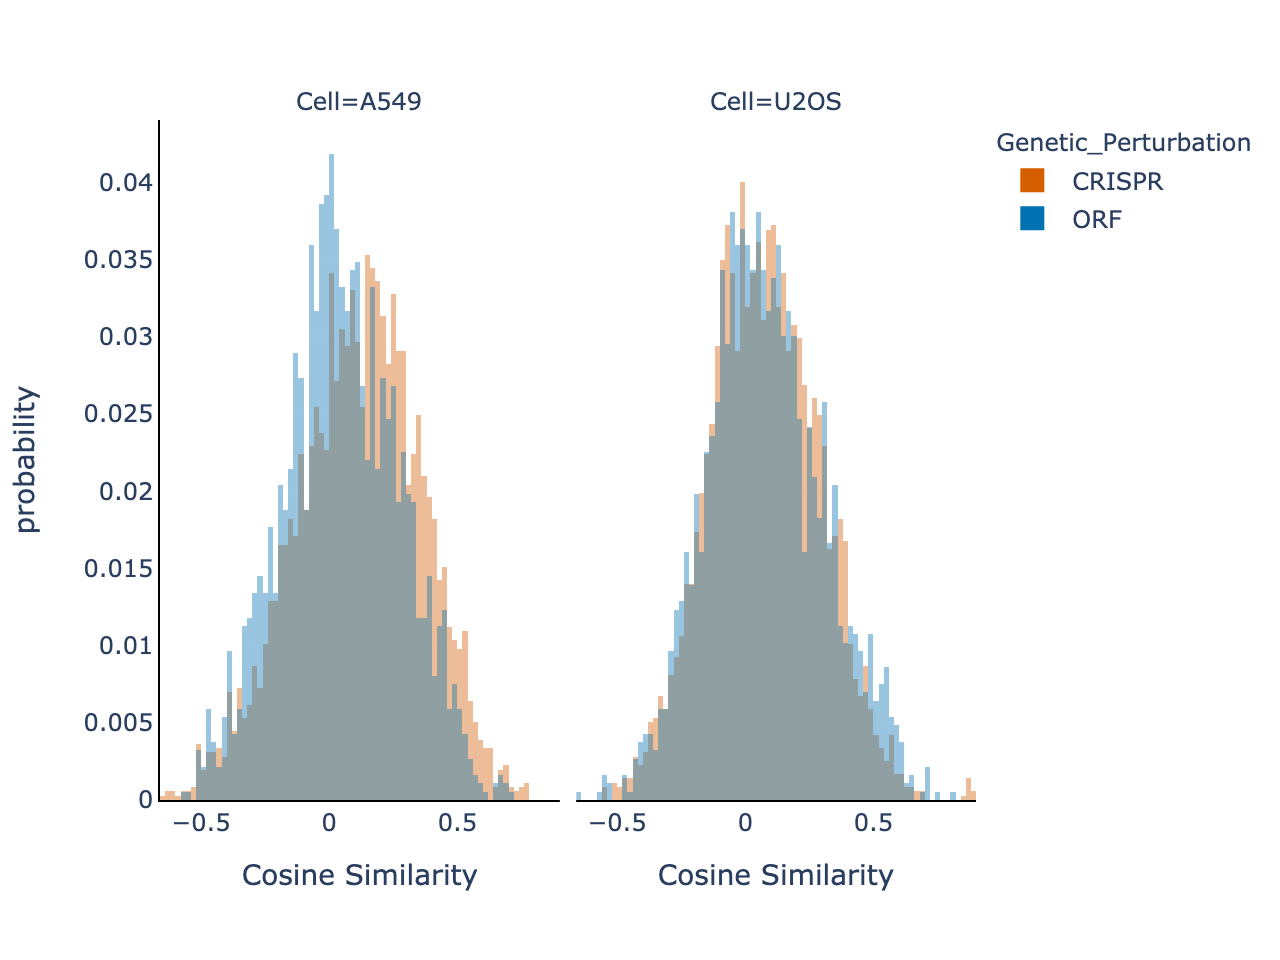 Cell=A549
Cell=U2OS
Genetic_Perturbation
CRISPR
ORF
probability
0.04
0.035
0.03
0.025
0.02
0.015
0.01
0.005
0
−0.5 0 0.5
−0.5 0 0.5
Cosine Similarity
Cosine Similarity